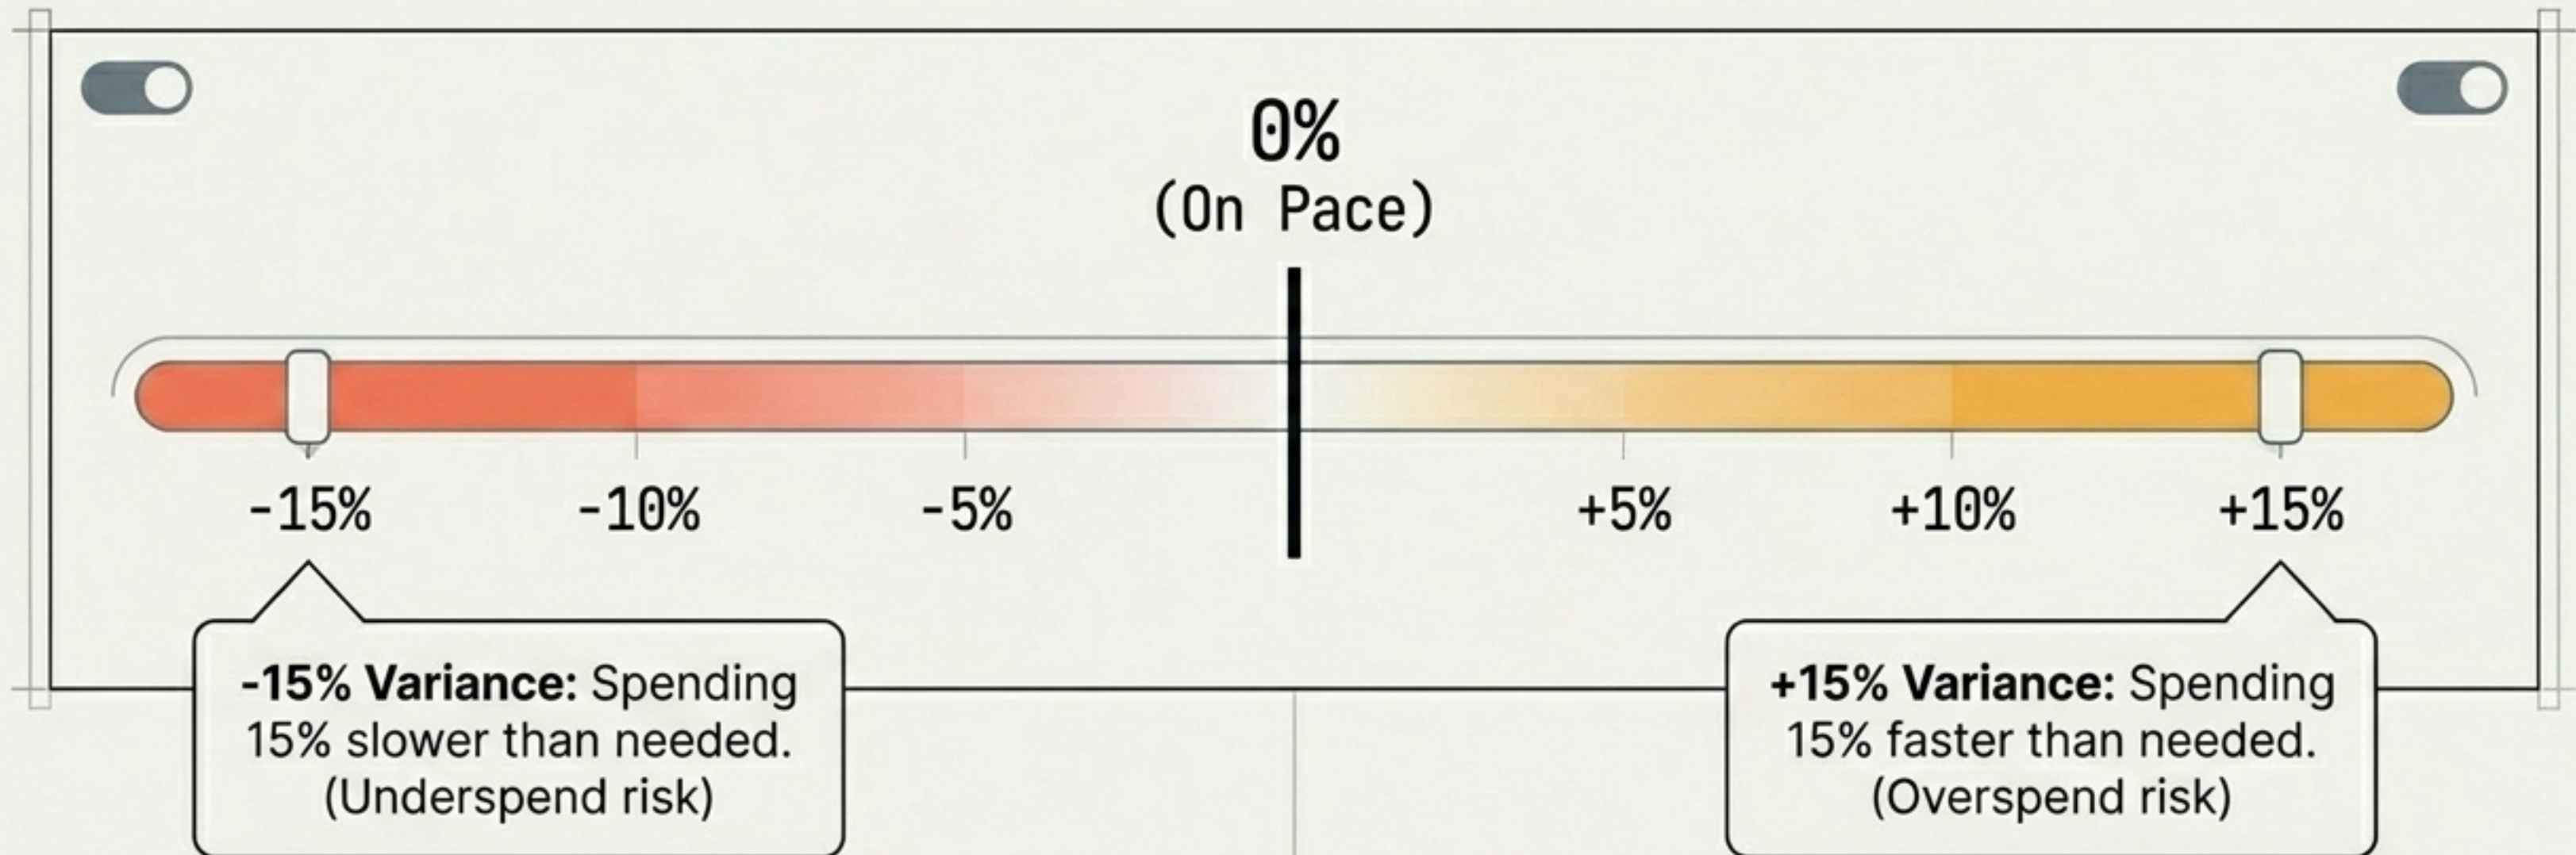 0%
(On Pace)
-15%
-10%
-5%
+5%
+10%
+15%
-15% Variance: Spending
15% slower than needed.
(Underspend risk)
+15% Variance: Spending
15% faster than needed.
(Overspend risk)